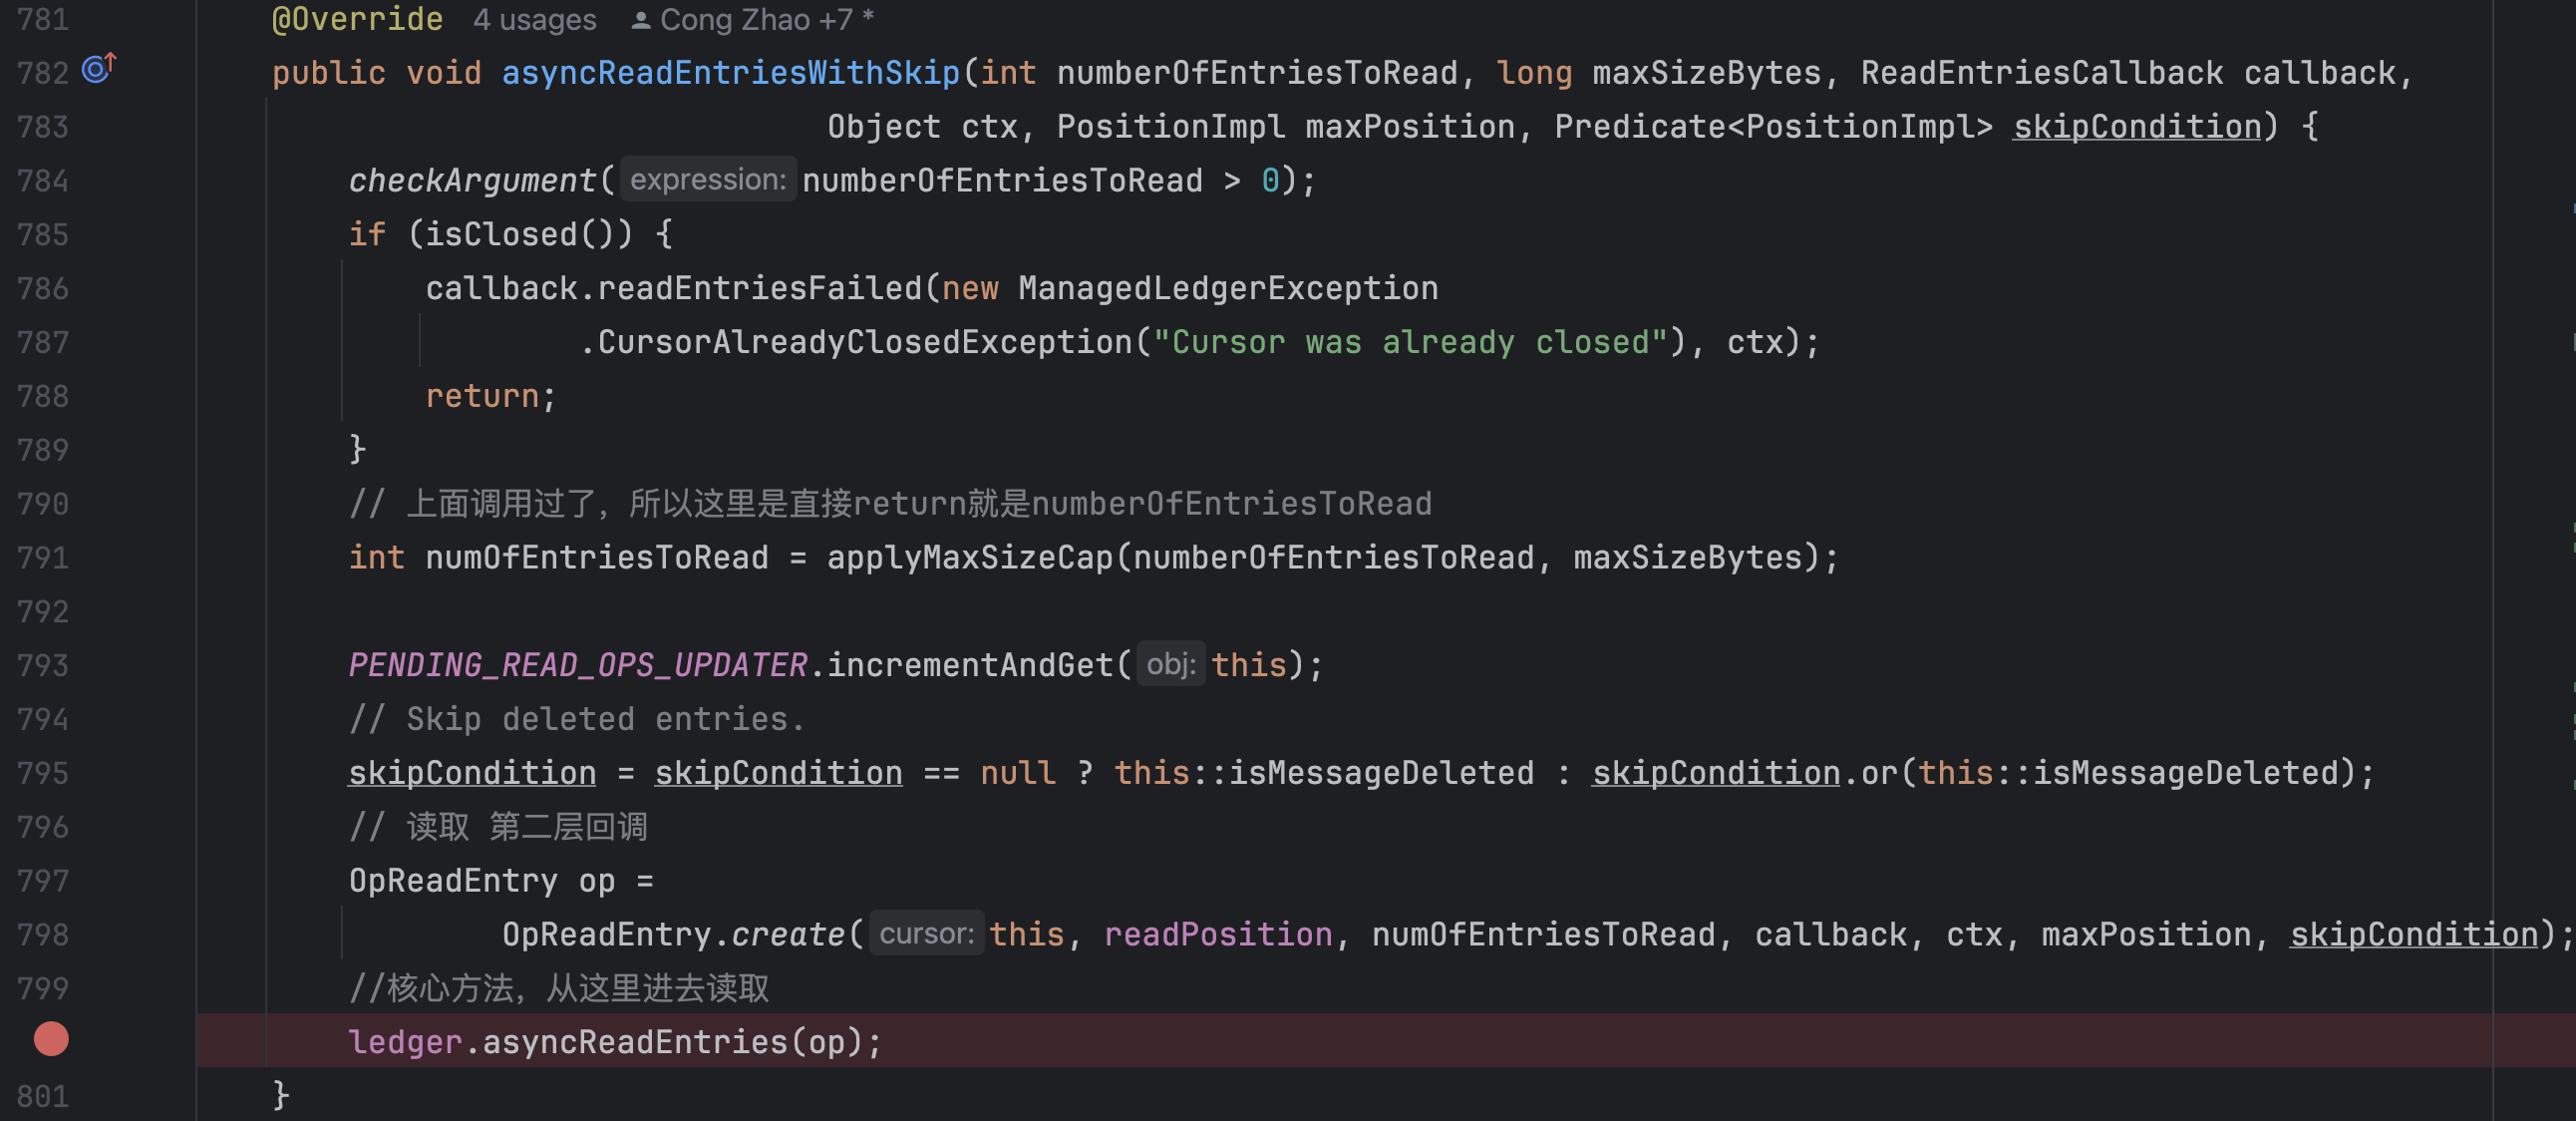 781 @Override 4 usages Cong Zhao +7 *
782 public void asyncReadEntriesWithSkip(int numberOfEntriesToRead, long maxSizeBytes, ReadEntriesCallback callback,
783 Object ctx, PositionImpl maxPosition, Predicate<PositionImpl> skipCondition) {
784 checkArgument( expression: numberOfEntriesToRead > 0);
785 if (isClosed()) {
786 callback.readEntriesFailed(new ManagedLedgerException
787 .CursorAlreadyClosedException("Cursor was already closed"), ctx);
788 return;
789 }
790 // 上面调用过了，所以这里是直接return就是numberOfEntriesToRead
791 int numOfEntriesToRead = applyMaxSizeCap(numberOfEntriesToRead, maxSizeBytes);
792
793 PENDING_READ_OPS_UPDATER.incrementAndGet( obj: this);
794 // Skip deleted entries.
795 skipCondition = skipCondition == null ? this::isMessageDeleted : skipCondition.or(this::isMessageDeleted);
796 // 读取 第二层回调
797 OpReadEntry op =
798 OpReadEntry.create( cursor: this, readPosition, numOfEntriesToRead, callback, ctx, maxPosition, skipCondition);
799 //核心方法，从这里进去读取
ledger.asyncReadEntries(op);
801 }